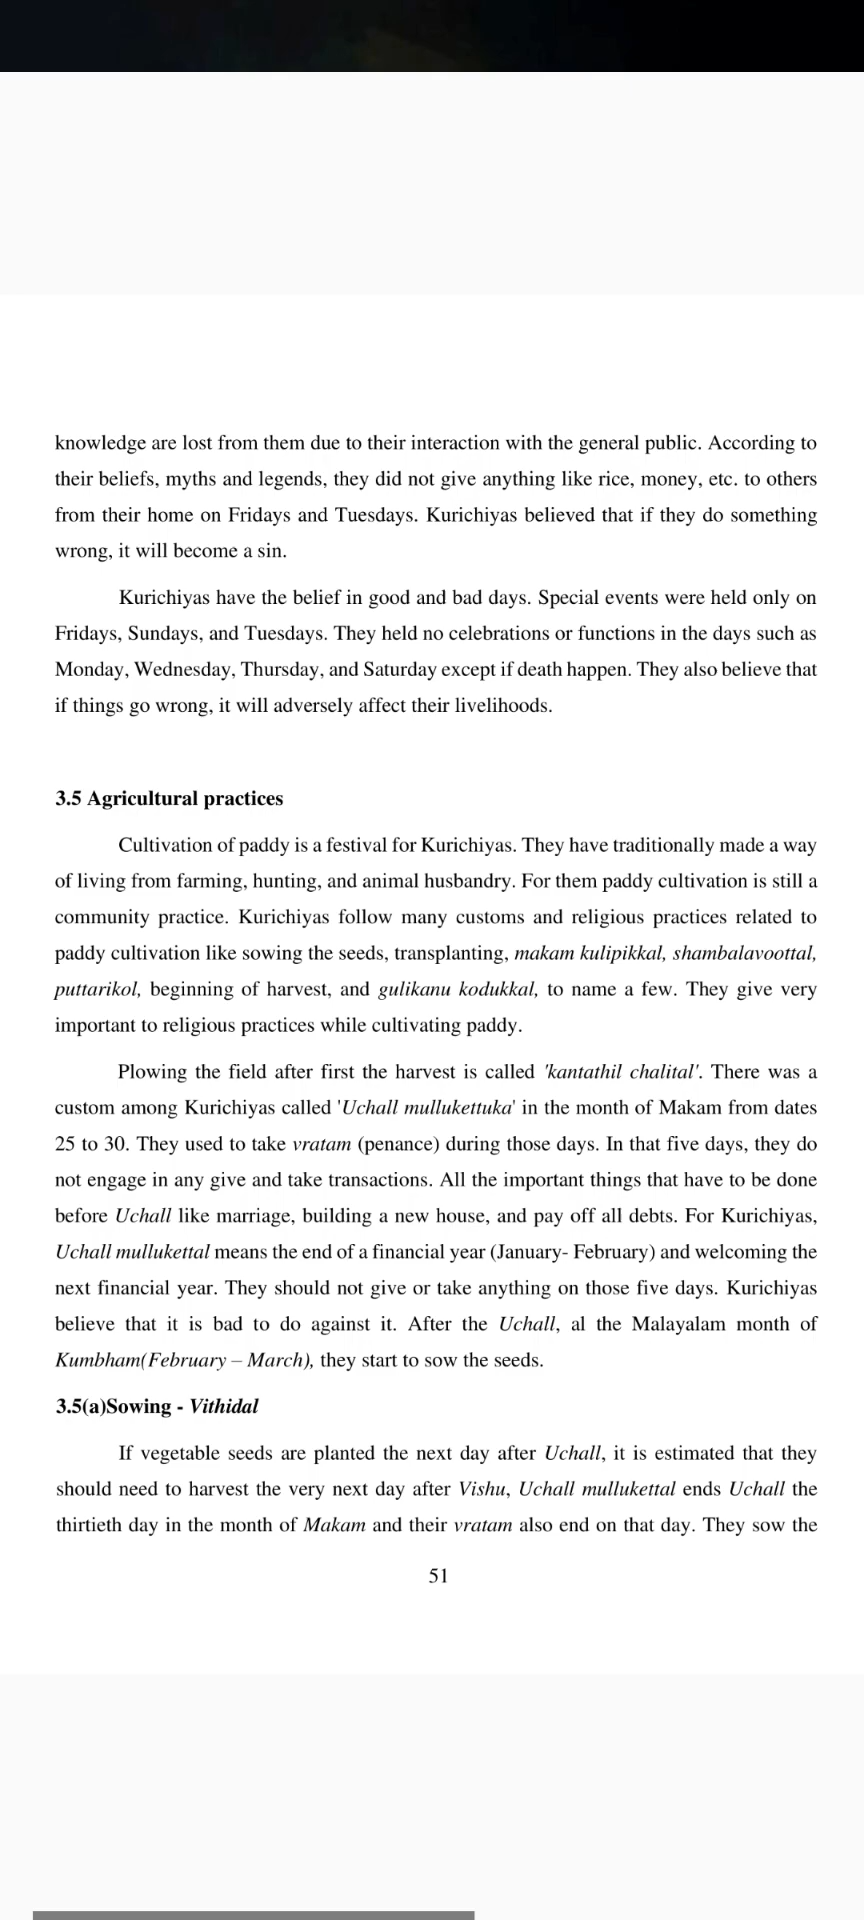 knowledge are lost from them due to their interaction with the general public. According to
their beliefs, myths and legends, they did not give anything like rice, money, etc. to others
from their home on Fridays and Tuesdays. Kurichiyas believed that if they do something
wrong, it will become a sin.
Kurichiyas have the belief in good and bad days. Special events were held only on
Fridays, Sundays, and Tuesdays. They held no celebrations or functions in the days such as
Monday, Wednesday, Thursday, and Saturday except if death happen. They also believe that
if things go wrong, it will adversely affect their livelihoods.
3.5 Agricultural practices
Cultivation of paddy is a festival for Kurichiyas. They have traditionally made a way
of living from farming, hunting, and animal husbandry. For them paddy cultivation is still a
community practice. Kurichiyas follow many customs and religious practices related to
paddy cultivation like sowing the seeds, transplanting, makam kulipikkal, shambalavoottal,
puttarikol, beginning of harvest, and gulikanu kodukkal, to name a few. They give very
important to religious practices while cultivating paddy.
Plowing the field after first the harvest is called 'kantathil chalital'. There was a
custom among Kurichiyas called 'Uchall mullukettuka' in the month of Makam from dates
25 to 30. They used to take vratam (penance) during those days. In that five days, they do
not engage in any give and take transactions. All the important things that have to be done
before Uchall like marriage, building a new house, and pay off all debts. For Kurichiyas,
Uchall mullukettal means the end of a financial year (January- February) and welcoming the
next financial year. They should not give or take anything on those five days. Kurichiyas
believe that it is bad to do against it. After the Uchall, al the Malayalam month of
Kumbham(February – March), they start to sow the seeds.
3.5(a)Sowing - Vithidal
If vegetable seeds are planted the next day after Uchall, it is estimated that they
should need to harvest the very next day after Vishu, Uchall mullukettal ends Uchall the
thirtieth day in the month of Makam and their vratam also end on that day. They sow the
51